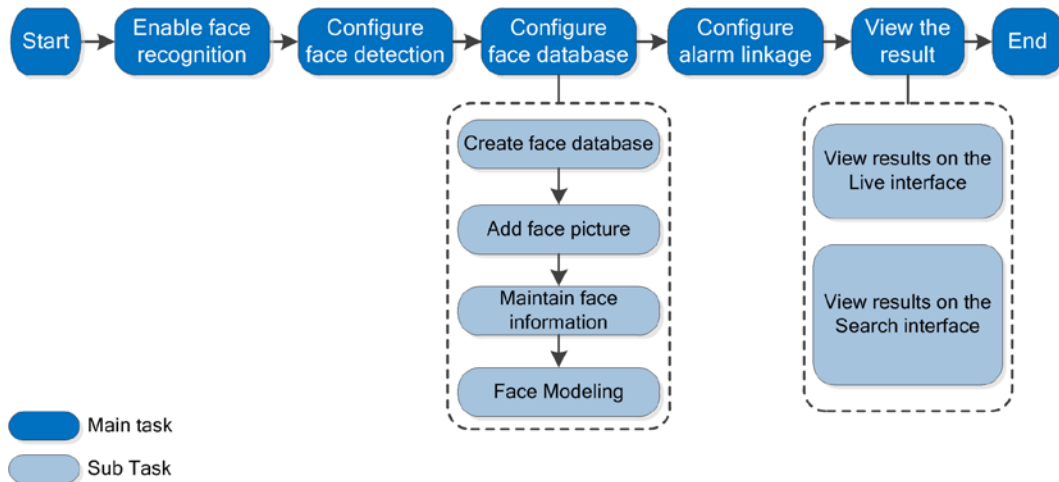 Start
Enable face
recognition
Configure
face detection
Configure
face database
Configure
alarm linkage
View the
result
End
Create face database
Add face picture
Maintain face
information
Face Modeling
View results on the
Live interface
View results on the
Search interface
Main task
Sub Task